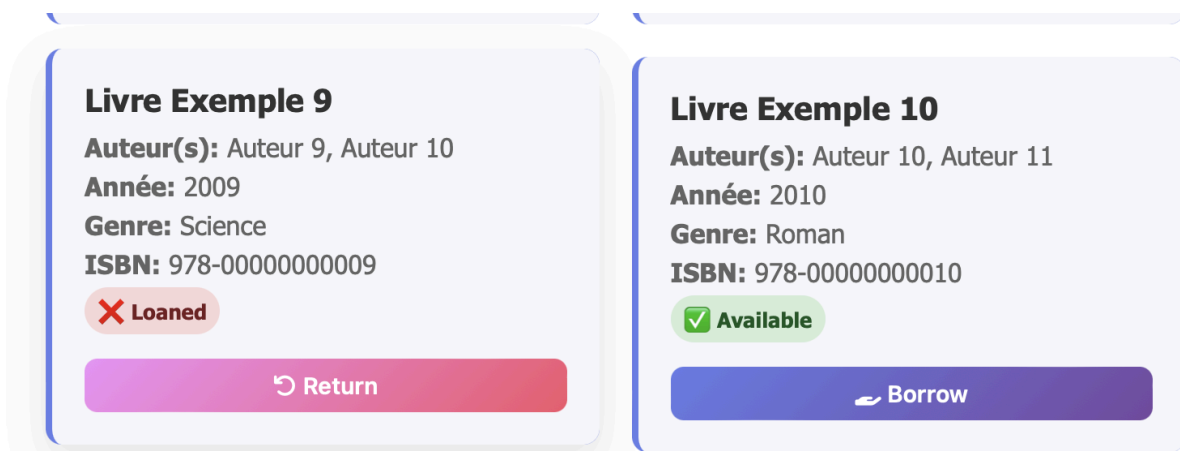 Livre Exemple 9
Auteur(s): Auteur 9, Auteur 10
Année: 2009
Genre: Science
ISBN: 978-00000000009
❌ Loaned
Return
Livre Exemple 10
Auteur(s): Auteur 10, Auteur 11
Année: 2010
Genre: Roman
ISBN: 978-00000000010
✅ Available
Borrow